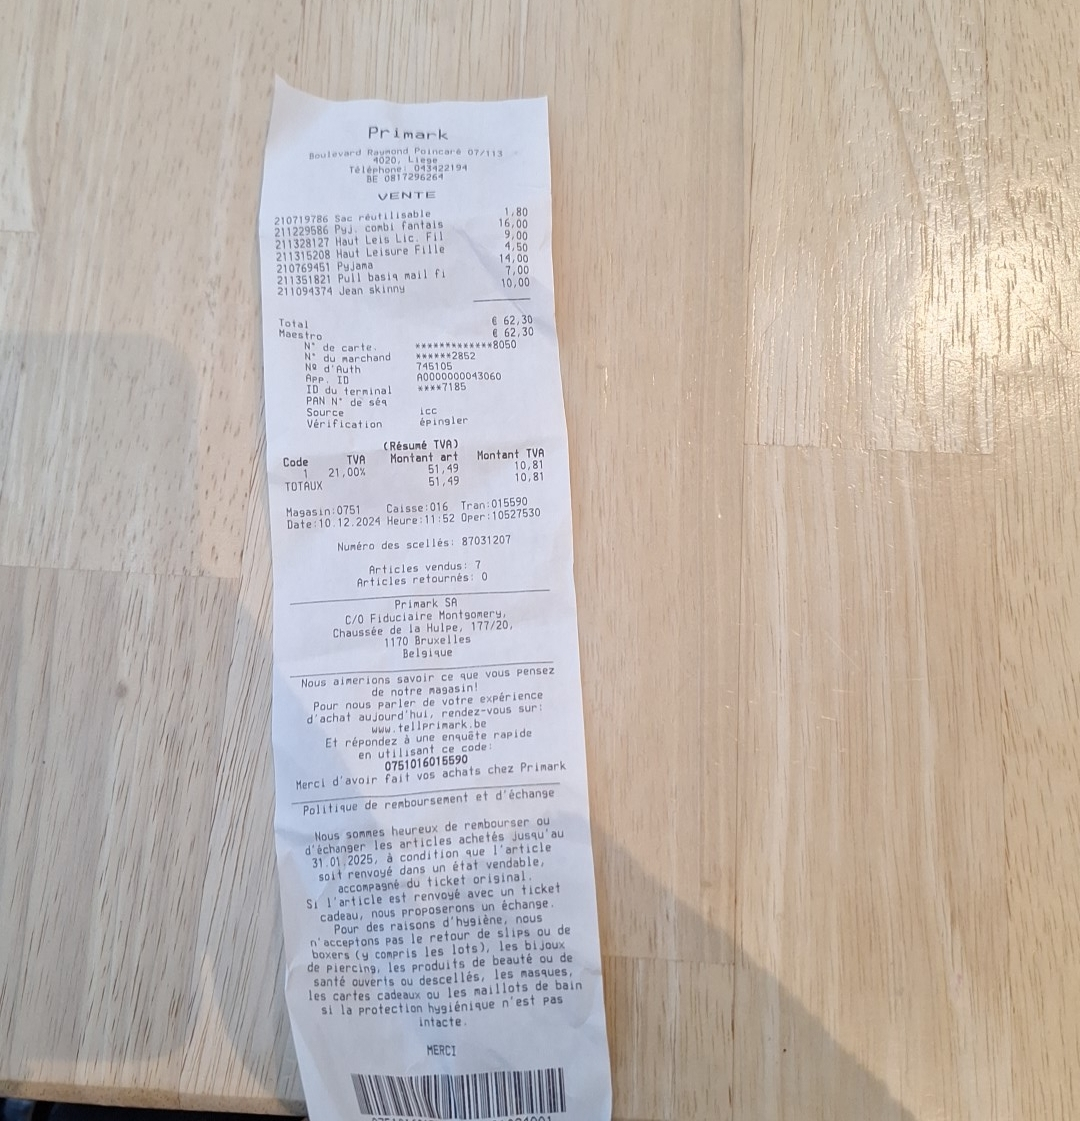 Primark
Boulevard Raymond Poincaré 07/113
4020, Liege
Téléphone: 043422194
BE 0817296264
VENTE
210719786 Sac réutilisable 1,80
211229586 Pyj. combi fantais 16,00
211328127 Haut Leis Lic. Fil 9,00
211315208 Haut Leisure Fille 4,50
210769451 Pyjama 14,00
211351821 Pull basiq mail fi 7,00
211094374 Jean skinny 10,00
Total € 62,30
Maestro € 62,30
N° de carte. *************8050
N° du marchand ******2852
Nº d'Auth 745105
App. ID A0000000043060
ID du terminal ****7185
PAN N° de séq
Source icc
Vérification épingler
(Résumé TVA)
Code TVA Montant art Montant TVA
1 21,00% 51,49 10,81
TOTAUX 51,49 10,81
Magasin:0751 Caisse:016 Tran:015590
Date:10.12.2024 Heure:11:52 Oper:10527530
Numéro des scellés: 87031207
Articles vendus: 7
Articles retournés: 0
Primark SA
C/O Fiduciaire Montgomery,
Chaussée de la Hulpe, 177/20,
1170 Bruxelles
Belgique
Nous aimerions savoir ce que vous pensez
de notre magasin!
Pour nous parler de votre expérience
d'achat aujourd'hui, rendez-vous sur:
www.tellprimark.be
Et répondez à une enquête rapide
en utilisant ce code:
0751016015590
Merci d'avoir fait vos achats chez Primark
Politique de remboursement et d'échange
Nous sommes heureux de rembourser ou
d'échanger les articles achetés jusqu'au
31.01.2025, à condition que l'article
soit renvoyé dans un état vendable,
accompagné du ticket original.
Si l'article est renvoyé avec un ticket
cadeau, nous proposerons un échange.
Pour des raisons d'hygiène, nous
n'acceptons pas le retour de slips ou de
boxers (y compris les lots), les bijoux
de piercing, les produits de beauté ou de
santé ouverts ou descellés, les masques,
les cartes cadeaux ou les maillots de bain
si la protection hygiénique n'est pas
intacte.
MERCI